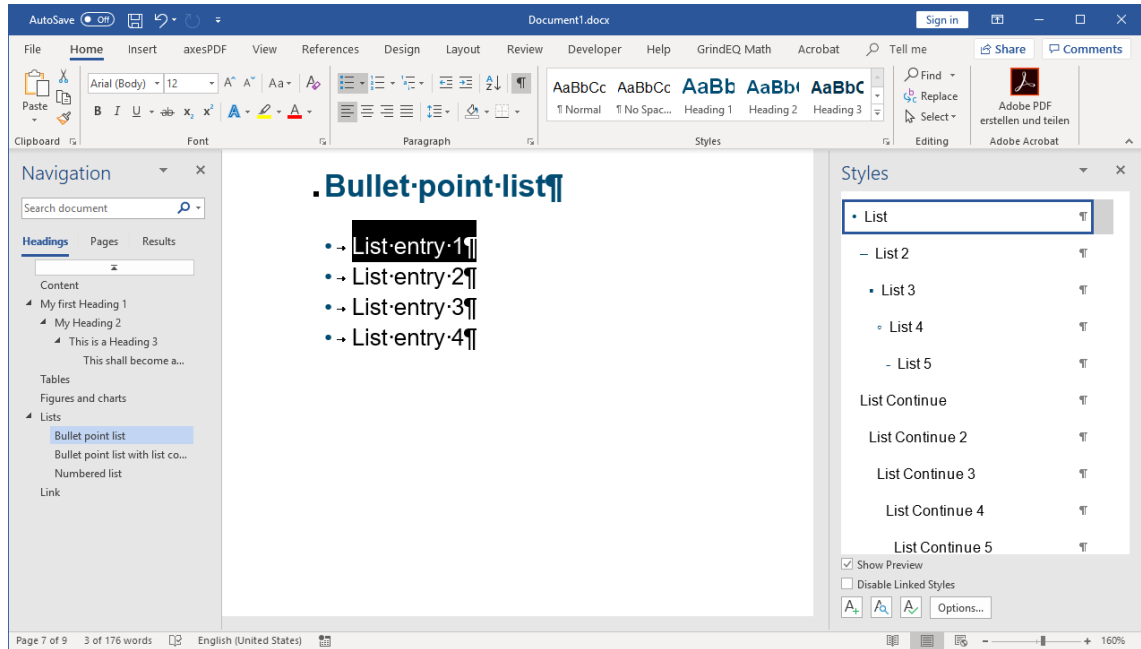 AutoSave Off Document1.docx Sign in
File Home Insert axesPDF View References Design Layout Review Developer Help GrindEQ Math Acrobat Tell me Share Comments
Paste
Arial (Body) 12 A^ A˅ Aa A
B I U ab x₂ x² A A
AaBbCc AaBbCc AaBb AaBb AaBbC
¶ Normal ¶ No Spac... Heading 1 Heading 2 Heading 3
Find
Replace
Select
Adobe PDF
erstellen und teilen
Clipboard Font Paragraph Styles Editing Adobe Acrobat
Navigation
Search document
Headings Pages Results
Content
My first Heading 1
My Heading 2
This is a Heading 3
This shall become a...
Tables
Figures and charts
Lists
Bullet point list
Bullet point list with list co...
Numbered list
Link
Bullet·point·list¶
•→List·entry·1¶
•→List·entry·2¶
•→List·entry·3¶
•→List·entry·4¶
Styles
• List ¶
– List 2 ¶
▪ List 3 ¶
∘ List 4 ¶
- List 5 ¶
List Continue ¶
List Continue 2 ¶
List Continue 3 ¶
List Continue 4 ¶
List Continue 5 ¶
Show Preview
Disable Linked Styles
Options...
Page 7 of 9 3 of 176 words English (United States) 160%